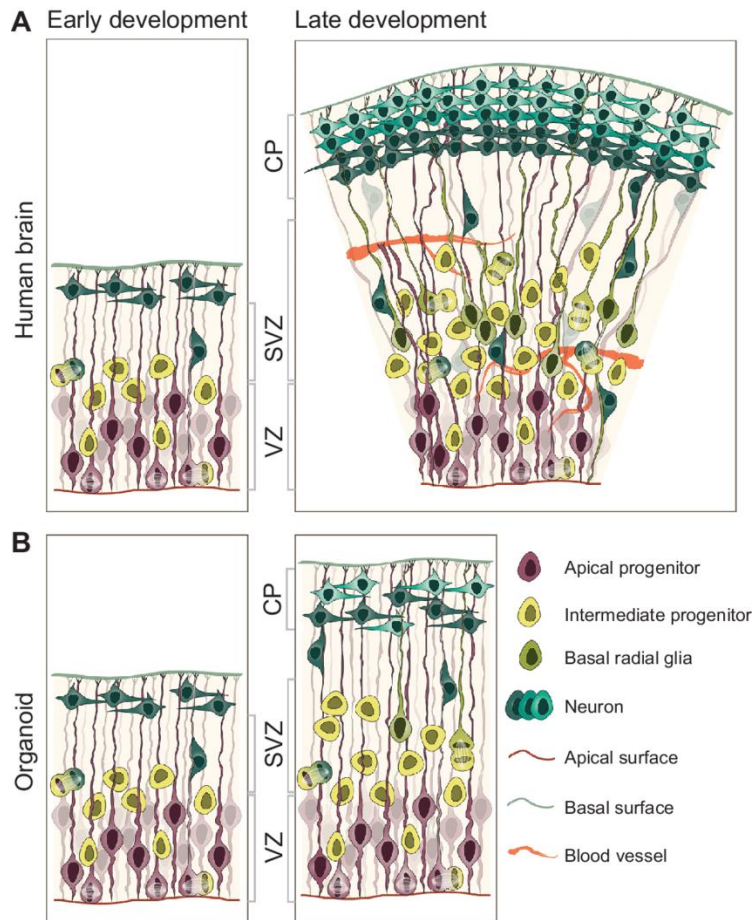 A
Early development
Late development
Human brain
CP
SVZ
VZ
B
Organoid
CP
SVZ
VZ
Apical progenitor
Intermediate progenitor
Basal radial glia
Neuron
Apical surface
Basal surface
Blood vessel